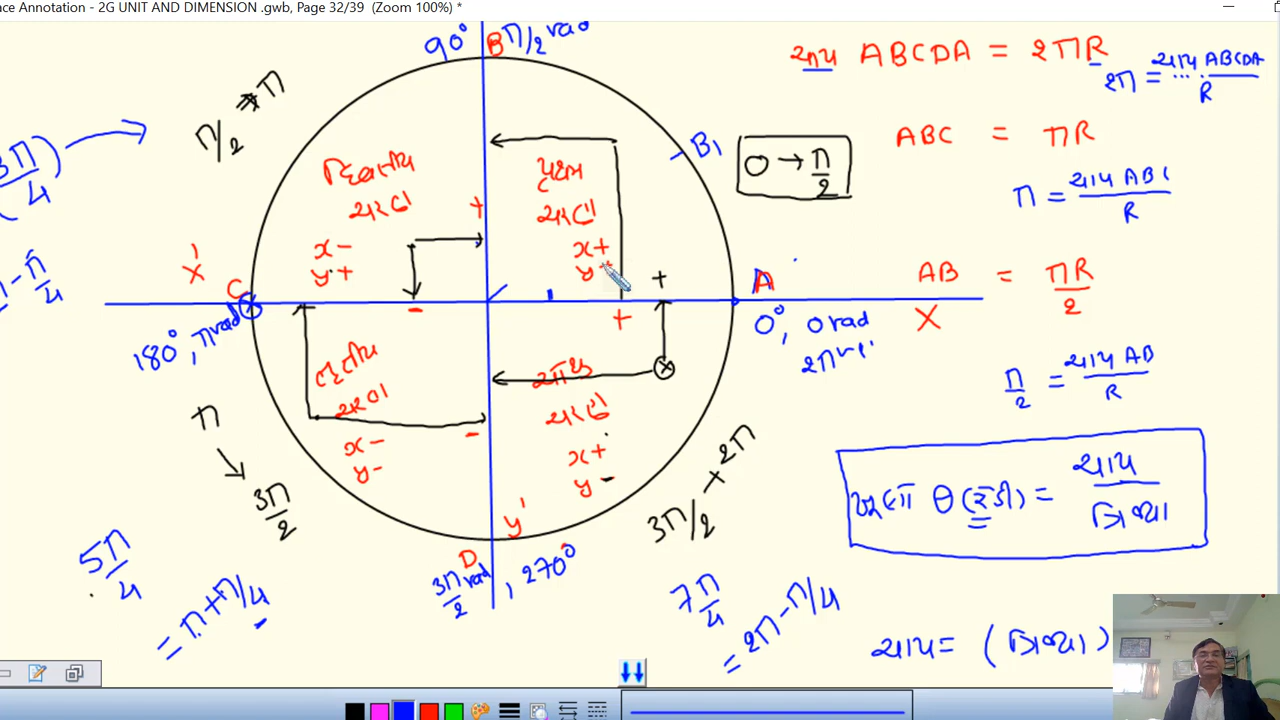 ace Annotation - 2G UNIT AND DIMENSION .gwb, Page 32/39 (Zoom 100%) *
90° B π/2 rad
ચાપ ABCDA = 2πR
2π = ચાપ ABCDA / R
π/2 → π
B₁
0 → π/2
ABC = πR
π = ચાપ ABC / R
3π/4
- π/4
દ્વિતીય
ચરણ
x-
y+
+
પ્રથમ
ચરણ
x+
y+
+
X'
C
-
+
A
X
AB = πR/2
180°, π rad
0°, 0 rad
2π
π/2 = ચાપ AB / R
તૃતીય
ચરણ
x-
y-
-
ચરણ
x+
y-
π → 3π/2
3π/2 → 2π
θ (રેડી) = ચાપ / ત્રિજ્યા
y'
D
3π/2 rad, 270°
5π/4
= π + π/4
7π/4
= 2π - π/4
ચાપ = (ત્રિજ્યા)